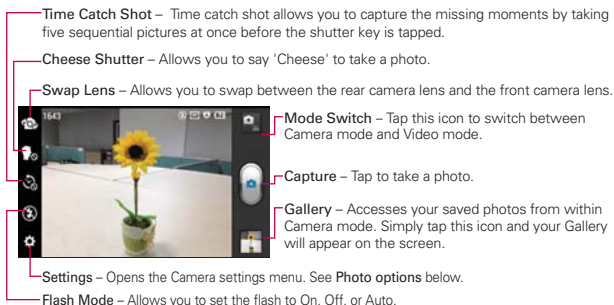 Time Catch Shot – Time catch shot allows you to capture the missing moments by taking
five sequential pictures at once before the shutter key is tapped.
Cheese Shutter – Allows you to say 'Cheese' to take a photo.
Swap Lens – Allows you to swap between the rear camera lens and the front camera lens.
1643
Mode Switch – Tap this icon to switch between
Camera mode and Video mode.
Capture – Tap to take a photo.
Gallery – Accesses your saved photos from within
Camera mode. Simply tap this icon and your Gallery
will appear on the screen.
Settings – Opens the Camera settings menu. See Photo options below.
Flash Mode – Allows you to set the flash to On, Off, or Auto.